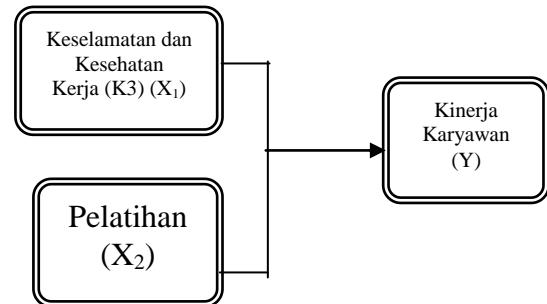 Keselamatan dan
Kesehatan
Kerja (K3) (X₁)
Kinerja
Karyawan
(Y)
Pelatihan
(X₂)